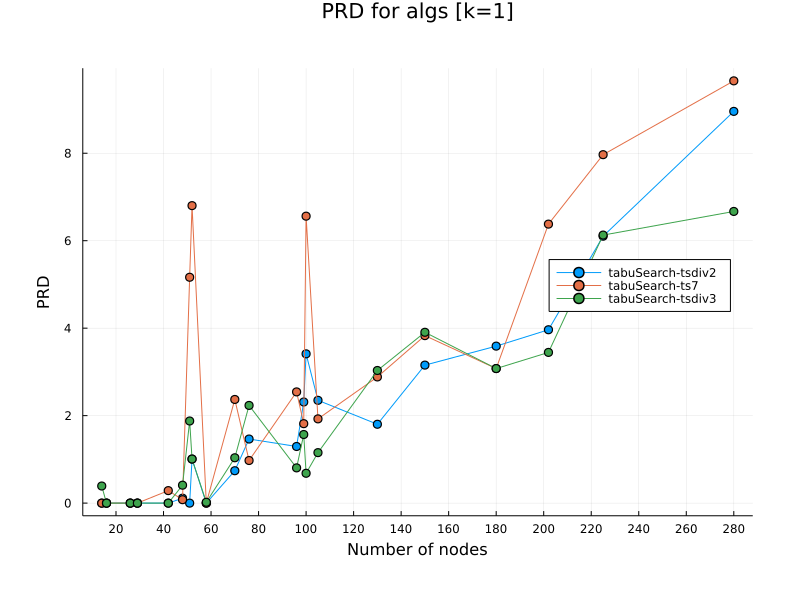 PRD for algs [k=1]
PRD
8
6
4
2
0
tabuSearch-tsdiv2
tabuSearch-ts7
tabuSearch-tsdiv3
20 40 60 80 100 120 140 160 180 200 220 240 260 280
Number of nodes